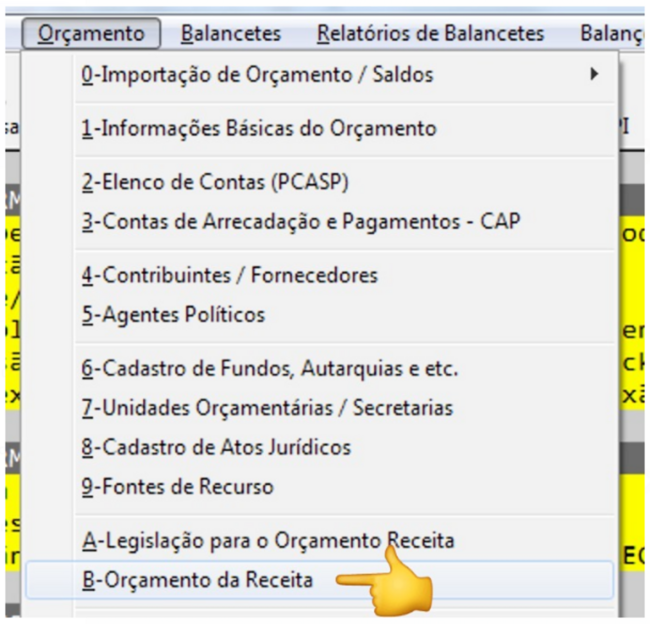 Orçamento Balancetes Relatórios de Balancetes Balanç
0-Importação de Orçamento / Saldos
1-Informações Básicas do Orçamento
2-Elenco de Contas (PCASP)
3-Contas de Arrecadação e Pagamentos - CAP
4-Contribuintes / Fornecedores
5-Agentes Políticos
6-Cadastro de Fundos, Autarquias e etc.
7-Unidades Orçamentárias / Secretarias
8-Cadastro de Atos Jurídicos
9-Fontes de Recurso
A-Legislação para o Orçamento Receita
B-Orçamento da Receita